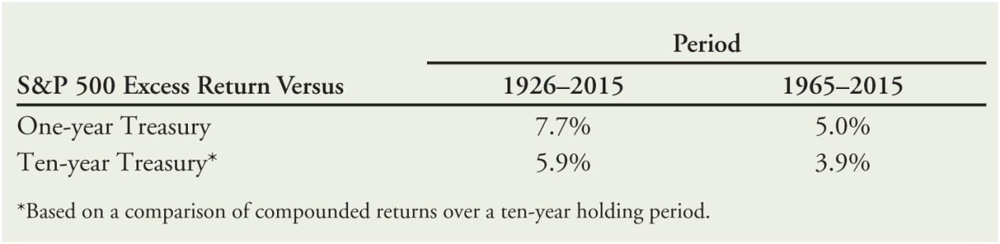 Period
S&P 500 Excess Return Versus 1926–2015 1965–2015
One-year Treasury 7.7% 5.0%
Ten-year Treasury* 5.9% 3.9%
*Based on a comparison of compounded returns over a ten-year holding period.